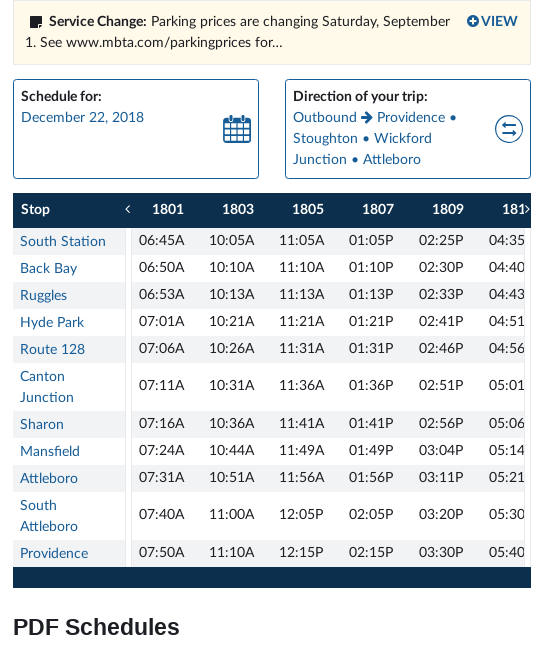 Service Change: Parking prices are changing Saturday, September
1. See www.mbta.com/parkingprices for...
VIEW
Schedule for:
December 22, 2018
Direction of your trip:
Outbound → Providence •
Stoughton • Wickford
Junction • Attleboro
Stop 1801 1803 1805 1807 1809 181
South Station 06:45A 10:05A 11:05A 01:05P 02:25P 04:35
Back Bay 06:50A 10:10A 11:10A 01:10P 02:30P 04:40
Ruggles 06:53A 10:13A 11:13A 01:13P 02:33P 04:43
Hyde Park 07:01A 10:21A 11:21A 01:21P 02:41P 04:51
Route 128 07:06A 10:26A 11:31A 01:31P 02:46P 04:56
Canton
Junction 07:11A 10:31A 11:36A 01:36P 02:51P 05:01
Sharon 07:16A 10:36A 11:41A 01:41P 02:56P 05:06
Mansfield 07:24A 10:44A 11:49A 01:49P 03:04P 05:14
Attleboro 07:31A 10:51A 11:56A 01:56P 03:11P 05:21
South
Attleboro 07:40A 11:00A 12:05P 02:05P 03:20P 05:30
Providence 07:50A 11:10A 12:15P 02:15P 03:30P 05:40
PDF Schedules